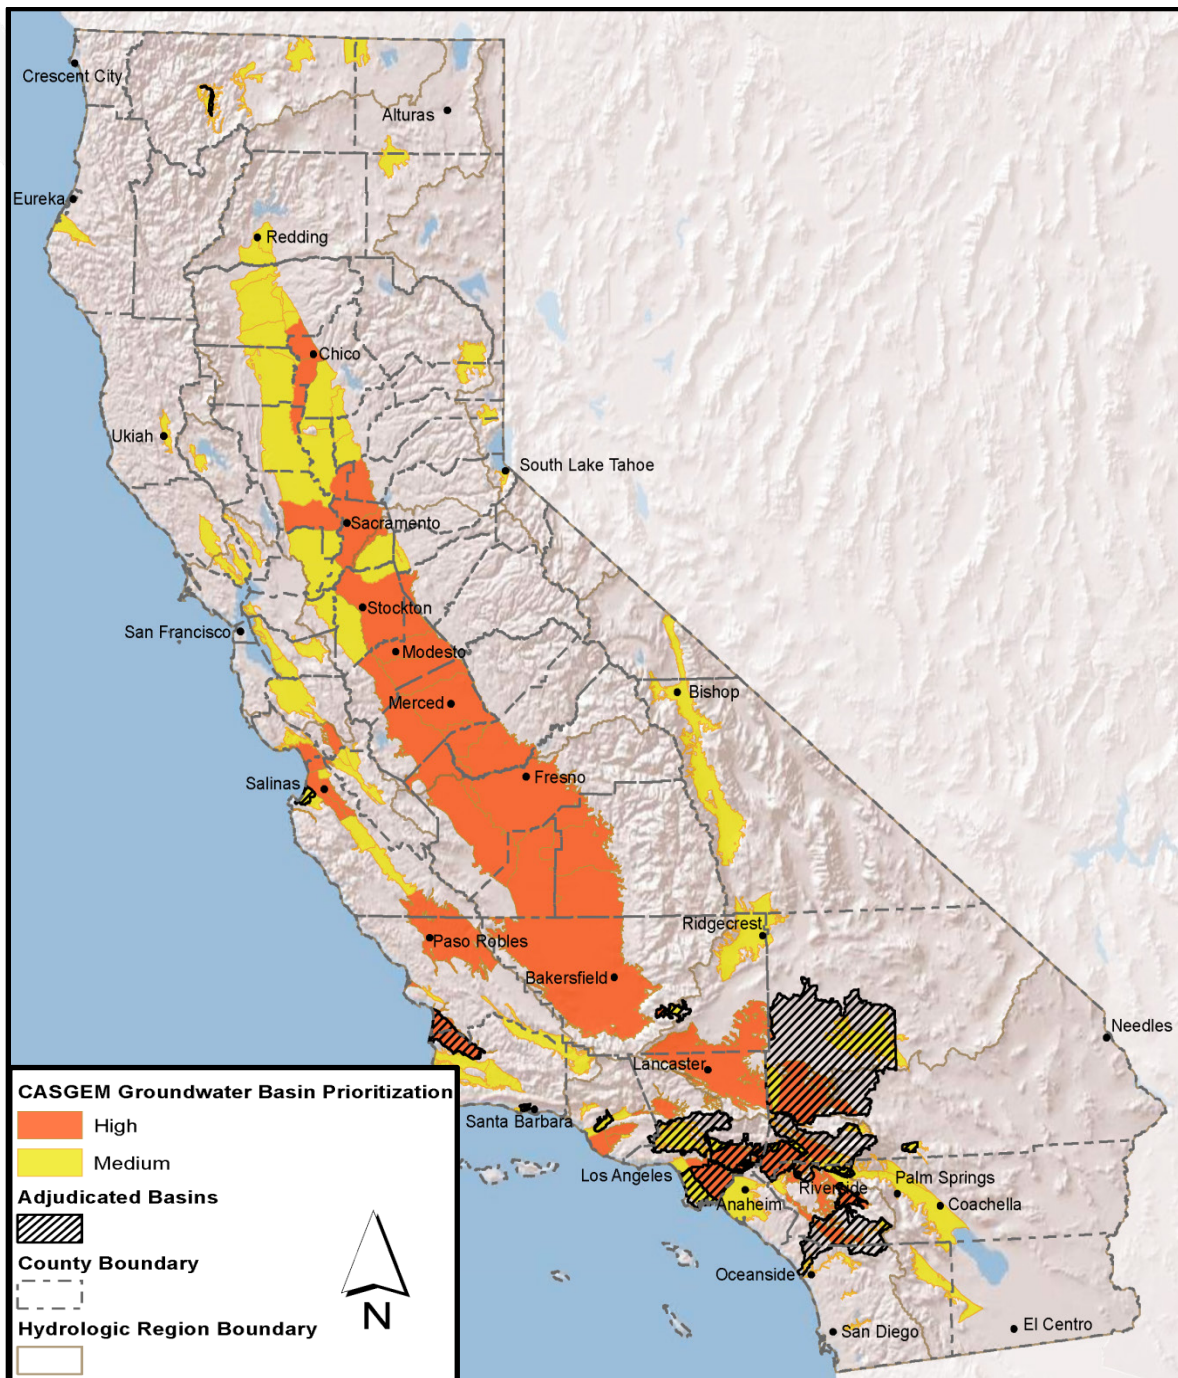 Crescent City
Alturas
Eureka
Redding
Chico
Ukiah
South Lake Tahoe
Sacramento
Stockton
San Francisco
Modesto
Bishop
Merced
Fresno
Salinas
Ridgecrest
Paso Robles
Bakersfield
Needles
Lancaster
Santa Barbara
Los Angeles
Palm Springs
Riverside
Anaheim
Coachella
Oceanside
San Diego
El Centro
CASGEM Groundwater Basin Prioritization
High
Medium
Adjudicated Basins
County Boundary
Hydrologic Region Boundary
N